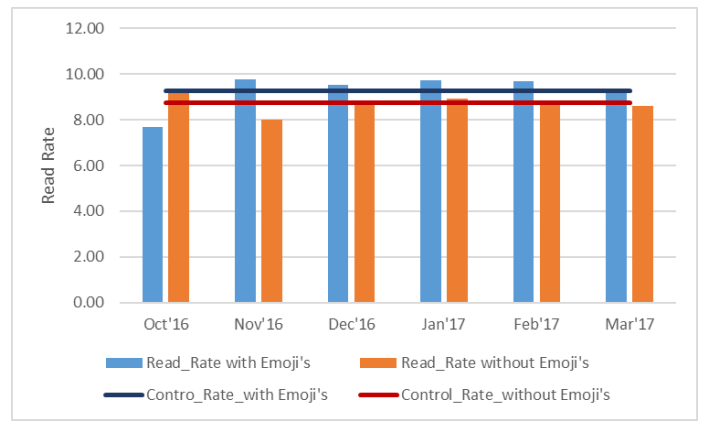 12.00
10.00
8.00
6.00
4.00
2.00
0.00
Read Rate
Oct'16 Nov'16 Dec'16 Jan'17 Feb'17 Mar'17
Read_Rate with Emoji's Read_Rate without Emoji's
Contro_Rate_with Emoji's Control_Rate_without Emoji's